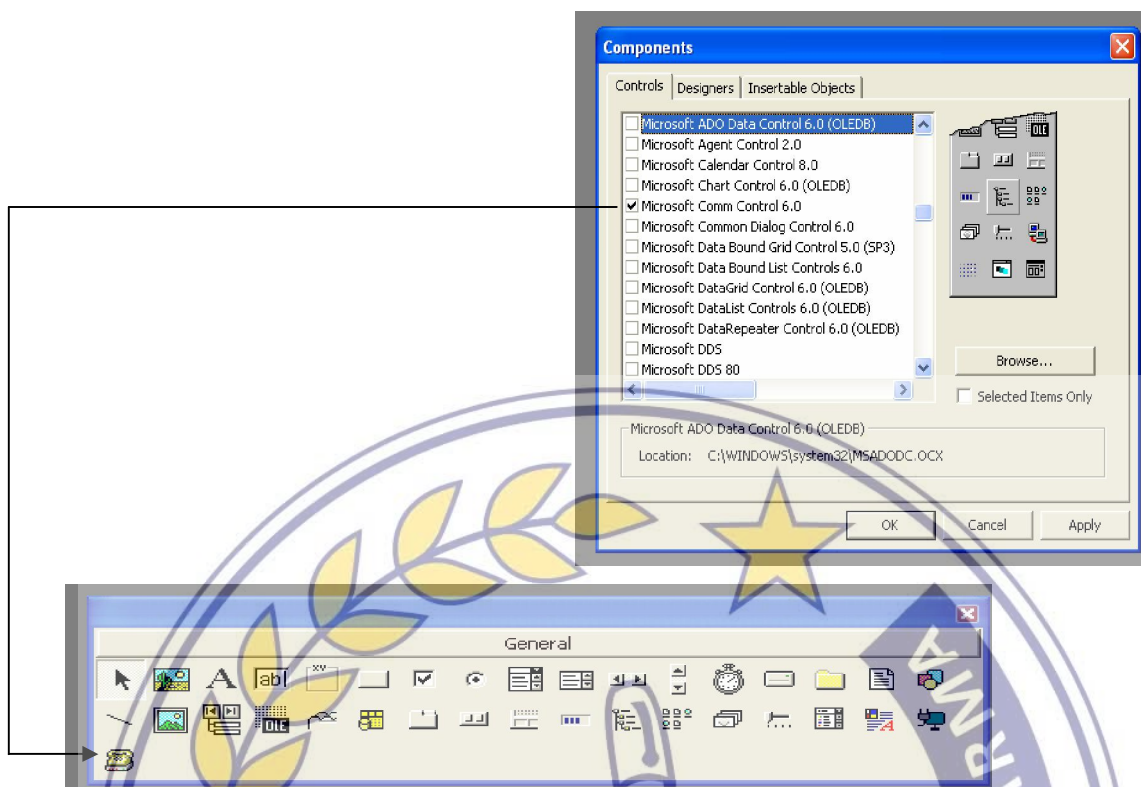 Components
Controls Designers Insertable Objects
Microsoft ADO Data Control 6.0 (OLEDB)
Microsoft Agent Control 2.0
Microsoft Calendar Control 8.0
Microsoft Chart Control 6.0 (OLEDB)
Microsoft Comm Control 6.0
Microsoft Common Dialog Control 6.0
Microsoft Data Bound Grid Control 5.0 (SP3)
Microsoft Data Bound List Controls 6.0
Microsoft DataGrid Control 6.0 (OLEDB)
Microsoft DataList Controls 6.0 (OLEDB)
Microsoft DataRepeater Control 6.0 (OLEDB)
Microsoft DDS
Microsoft DDS 80
OLE
Browse...
Selected Items Only
Microsoft ADO Data Control 6.0 (OLEDB)
Location: C:\WINDOWS\system32\MSADODC.OCX
OK Cancel Apply
General
A ab| XY
OLE
ARMA